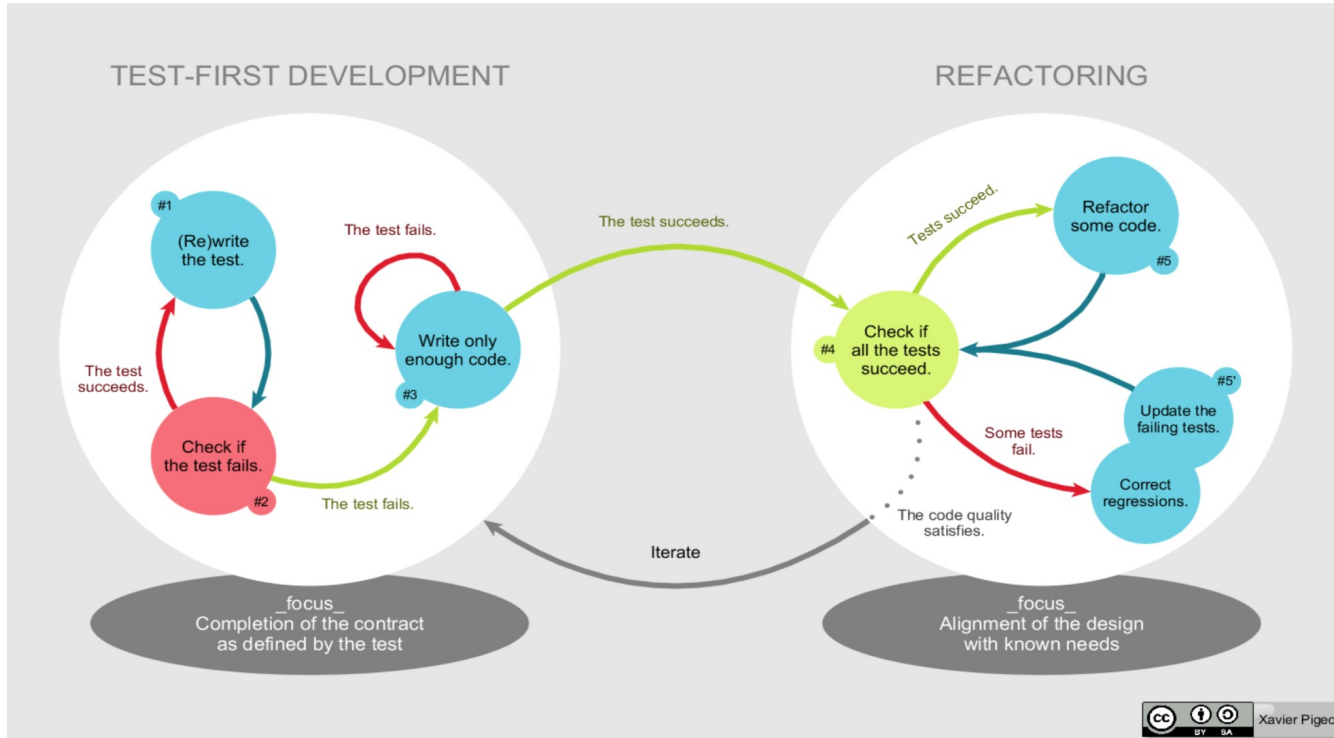 TEST-FIRST DEVELOPMENT
REFACTORING
#1
(Re)write
the test.
The test
succeeds.
Check if
the test fails.
#2
The test fails.
The test fails.
Write only
enough code.
#3
The test succeeds.
#4
Check if
all the tests
succeed.
Tests succeed.
Refactor
some code.
#5
#5'
Update the
failing tests.
Correct
regressions.
Some tests
fail.
The code quality
satisfies.
Iterate
_focus_
Completion of the contract
as defined by the test
_focus_
Alignment of the design
with known needs
cc
BY SA
Xavier Pigeo